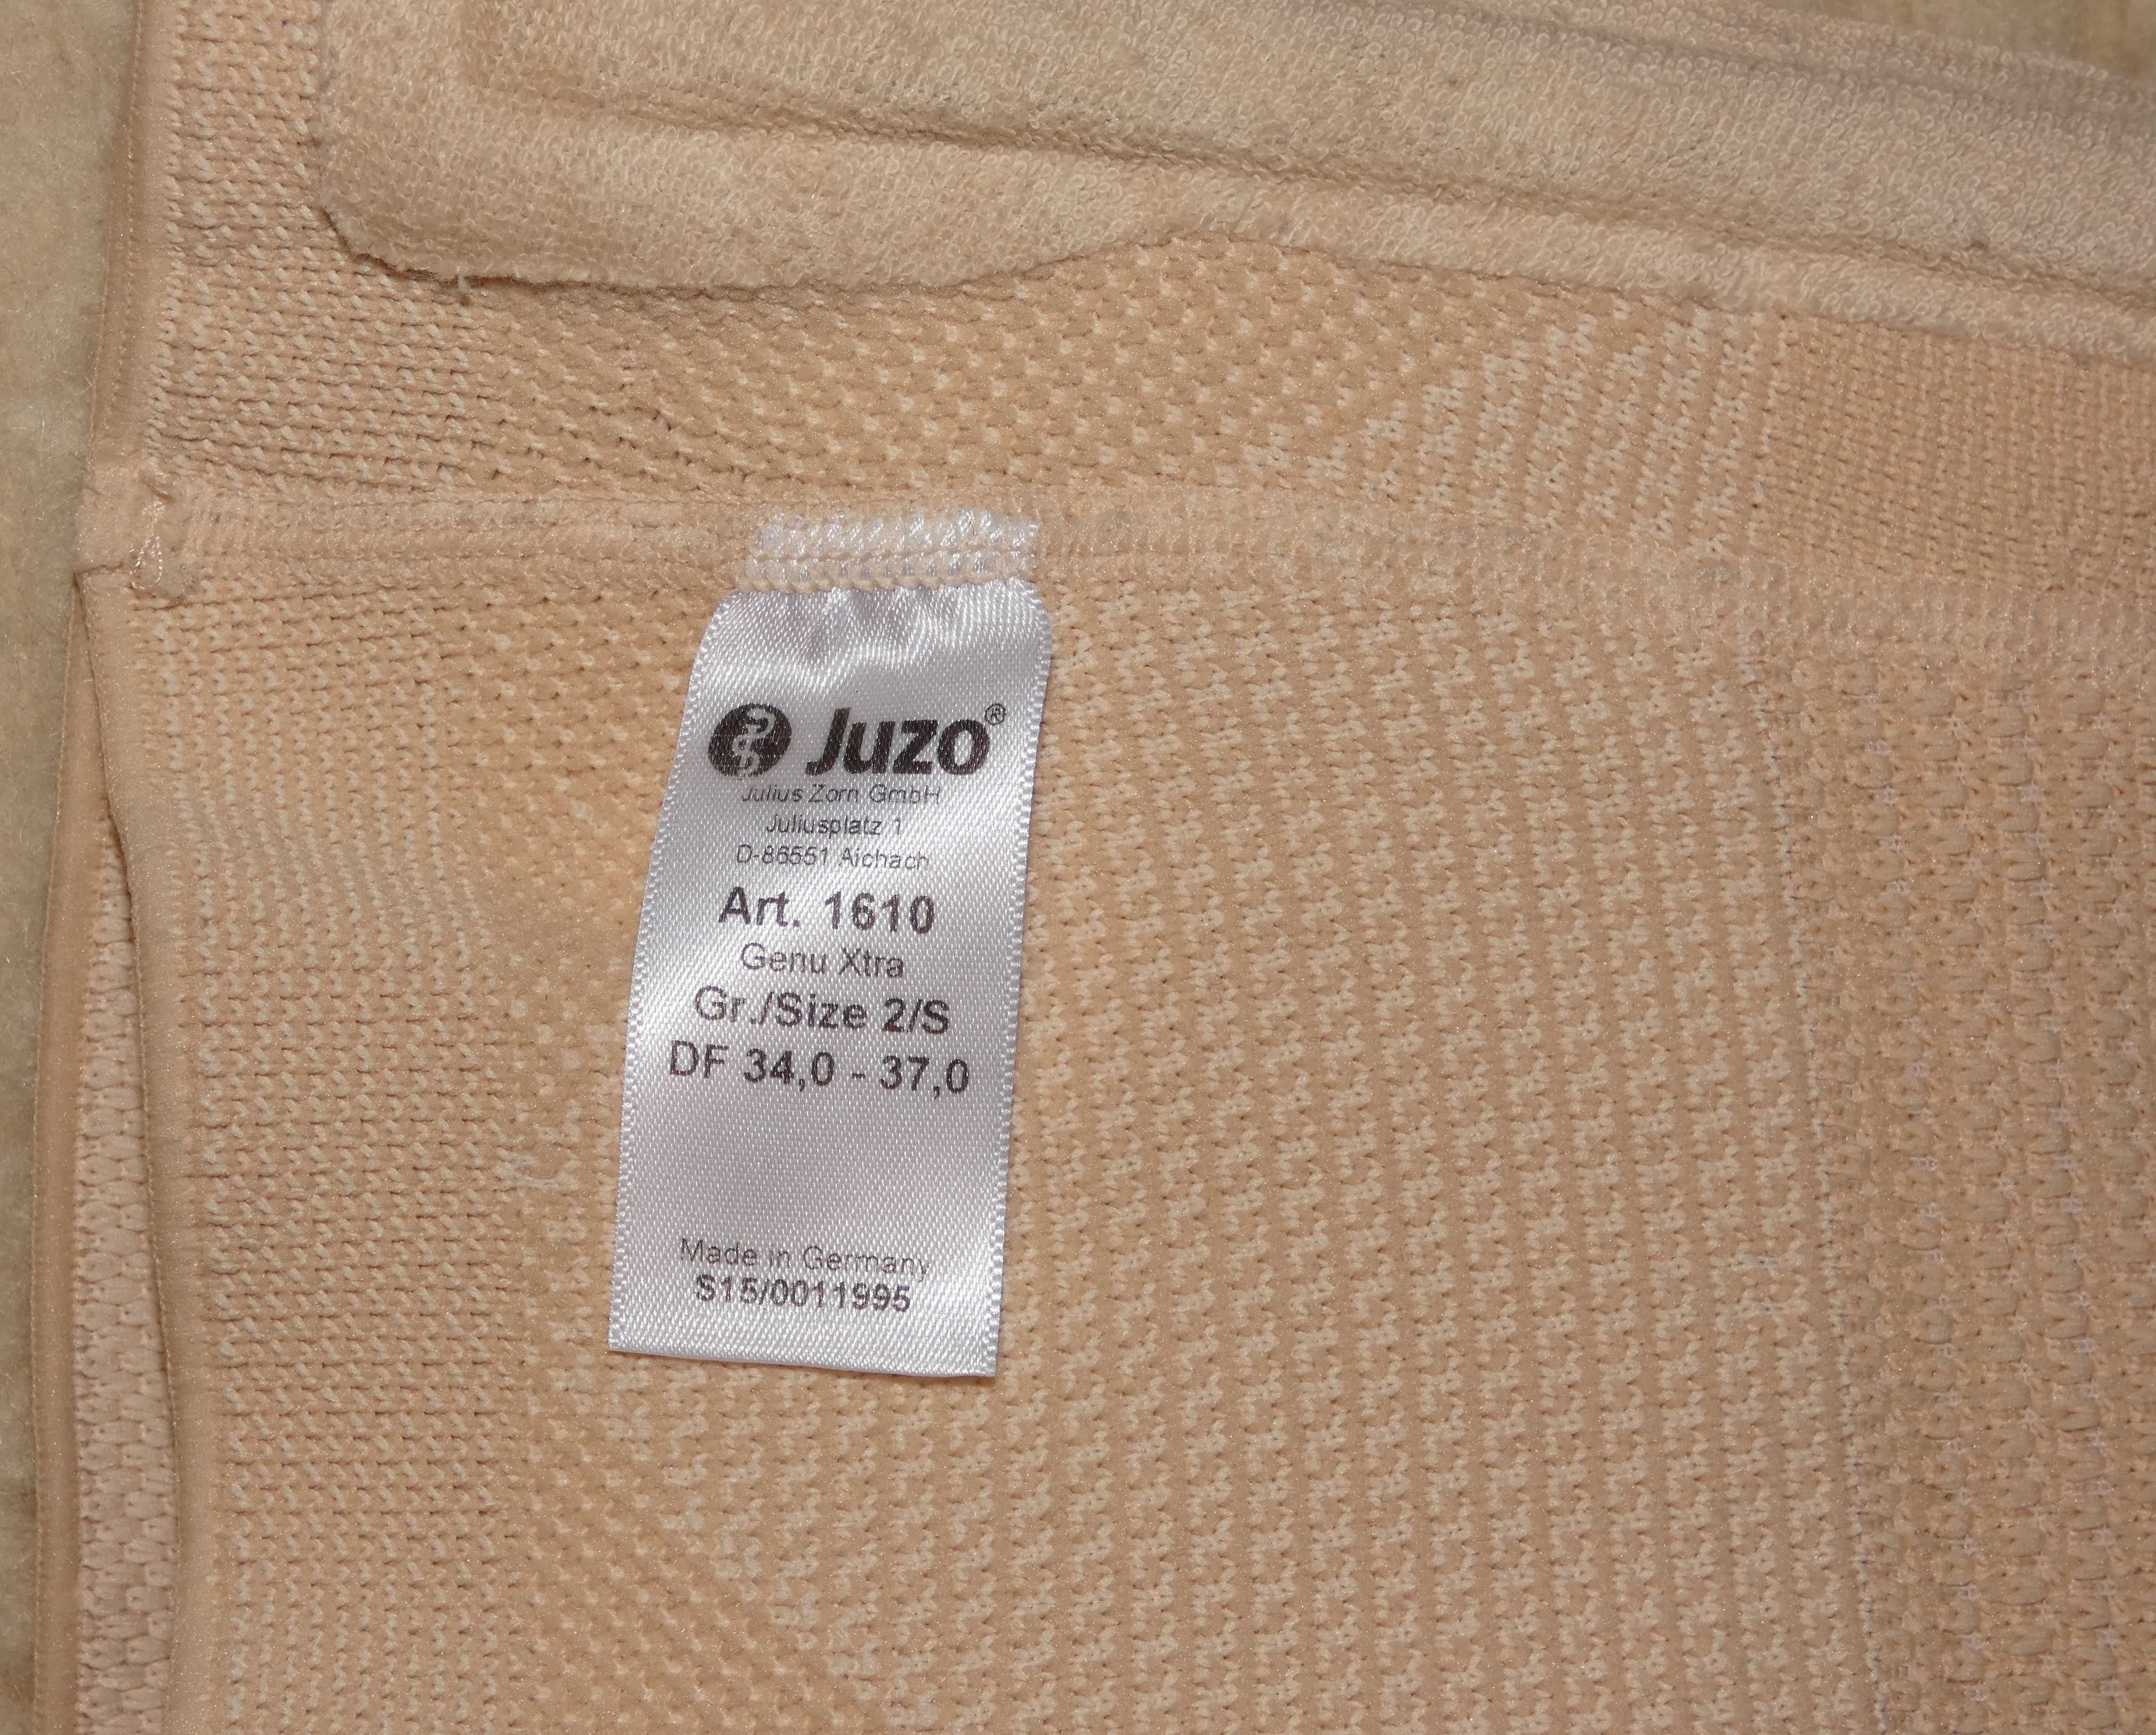 Juzo®
Julius Zorn GmbH
Juliusplatz 1
D-86551 Aichach
Art. 1610
Genu Xtra
Gr./Size 2/S
DF 34,0 - 37,0
Made in Germany
S15/0011995